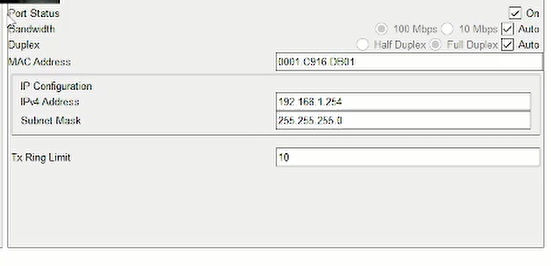 Port Status On
Bandwidth 100 Mbps 10 Mbps Auto
Duplex Half Duplex Full Duplex Auto
MAC Address 0001.C916.DB01
IP Configuration
IPv4 Address 192.168.1.254
Subnet Mask 255.255.255.0
Tx Ring Limit 10